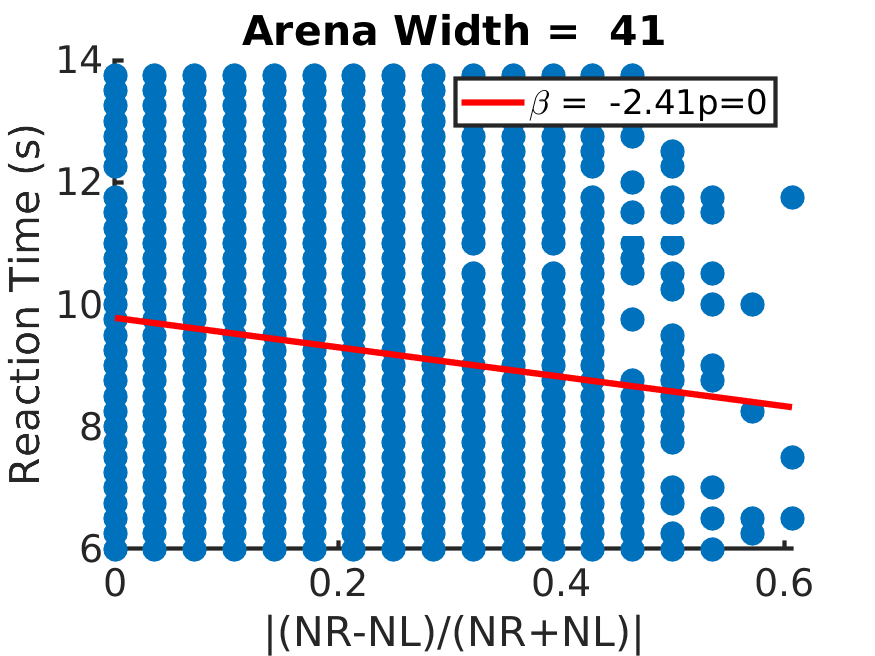 Arena Width = 41
14
12
10
8
6
Reaction Time (s)
β = -2.41p=0
0 0.2 0.4 0.6
|(NR-NL)/(NR+NL)|